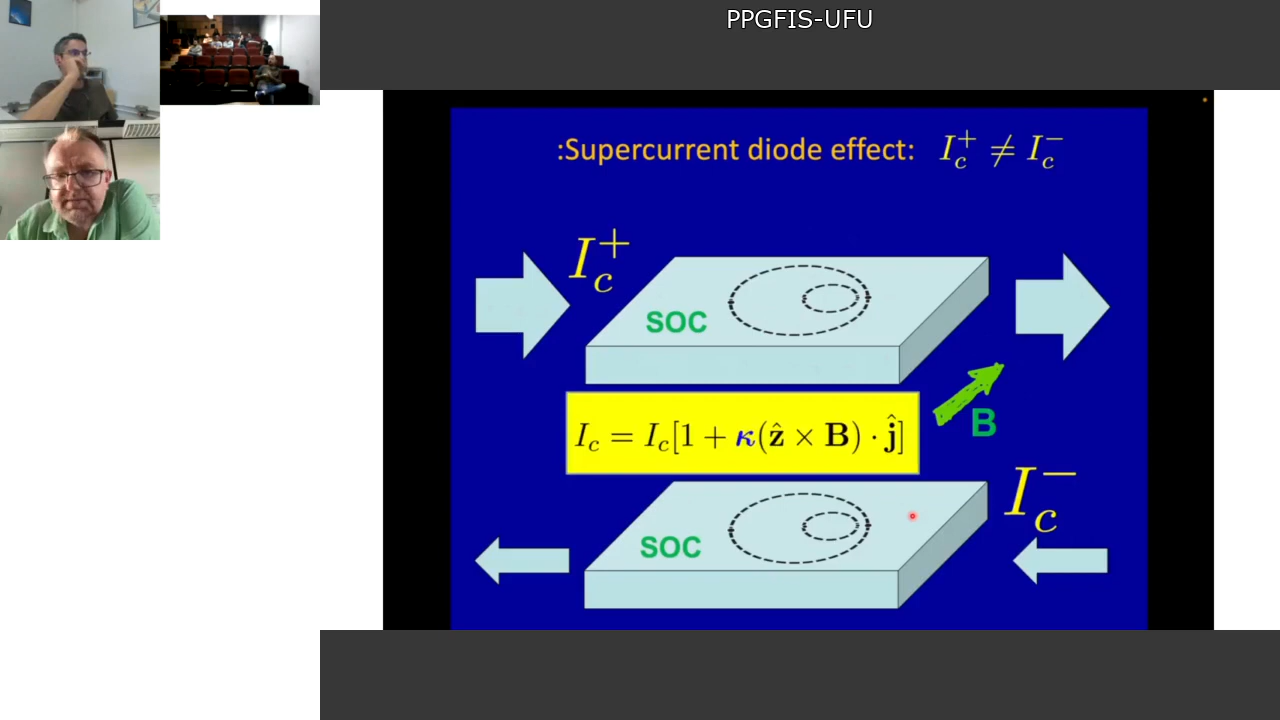 PPGFIS-UFU
:Supercurrent diode effect: I_c^+ ≠ I_c^-
I_c^+
SOC
B
I_c = I_c[1 + κ(ẑ × B) · ĵ]
I_c^-
SOC